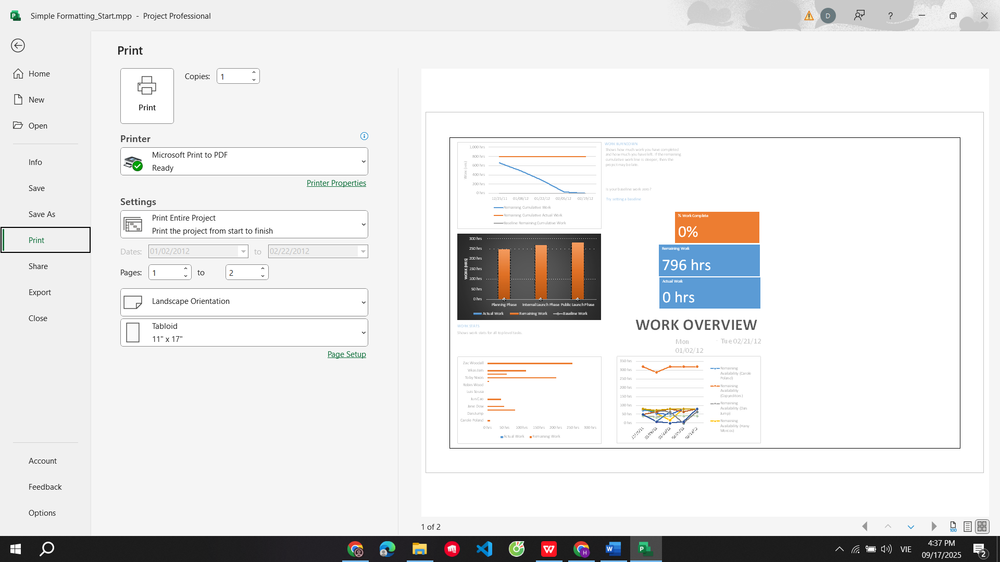 Simple Formatting_Start.mpp - Project Professional
D
?
Home
New
Open
Info
Save
Save As
Print
Share
Export
Close
Account
Feedback
Options
Print
Print
Copies:
1
Printer
Microsoft Print to PDF
Ready
Printer Properties
Settings
Print Entire Project
Print the project from start to finish
Dates:
01/02/2012
to
02/22/2012
Pages:
1
to
2
Landscape Orientation
Tabloid
11" x 17"
Page Setup
Work (hrs)
1,000 hrs
800 hrs
600 hrs
400 hrs
200 hrs
0 hrs
12/25/11 01/08/12 01/22/12 02/05/12 02/19/12
Remaining Cumulative Work
Remaining Cumulative Actual Work
Baseline Remaining Cumulative Work
WORK BURNDOWN
Shows how much work you have completed
and how much you have left. If the remaining
cumulative work line is steeper, then the
project may be late.
Is your baseline work zero?
Try setting a baseline
% Work Complete
0%
Remaining Work
796 hrs
Actual Work
0 hrs
WORK (HRS)
300 hrs
250 hrs
200 hrs
150 hrs
100 hrs
50 hrs
0 hrs
Planning Phase Internal Launch Phase Public Launch Phase
Actual Work Remaining Work Baseline Work
WORK STATS
Shows work stats for all top level tasks.
WORK OVERVIEW
Mon
01/02/12
- Tue 02/21/12
Zac Woodall
Vikas Jain
Toby Nixon
Robin Wood
Luis Sousa
Jun Cao
Jane Dow
Dan Jump
Carole Poland
0 hrs 50 hrs 100 hrs 150 hrs 200 hrs 250 hrs 300 hrs
Actual Work Remaining Work
350 hrs
300 hrs
250 hrs
200 hrs
150 hrs
100 hrs
50 hrs
0 hrs
12/25/11 01/08/12 01/22/12 02/05/12 02/19/12
Remaining
Availability (Carole
Poland)
Remaining
Availability
(Copyeditors)
Remaining
Availability (Dan
Jump)
Remaining
Availability (Hany
Morcos)
1 of 2
100
VIE
4:37 PM
09/17/2025
2